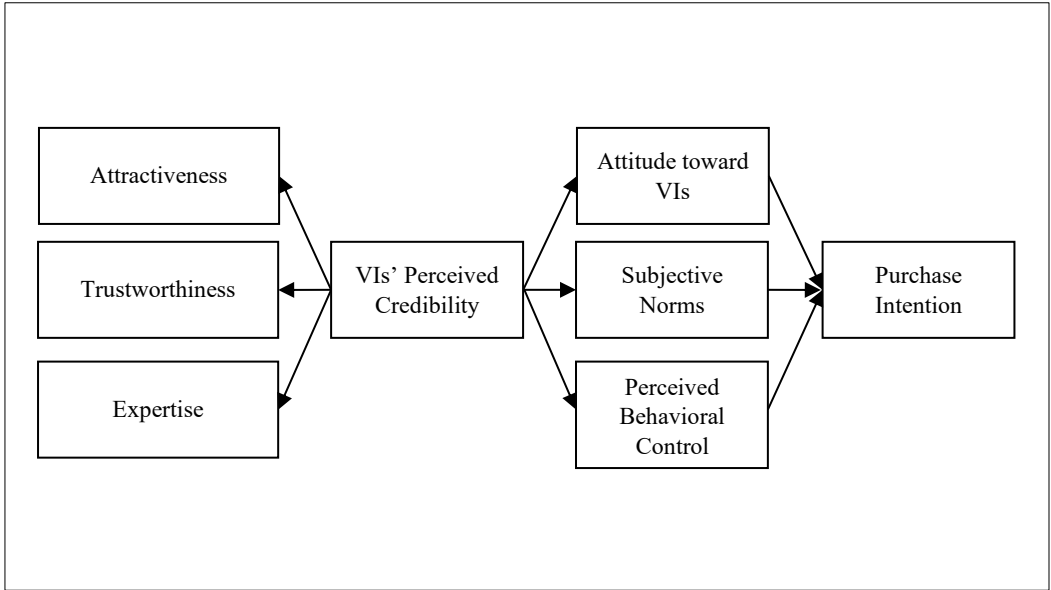 Attractiveness
Trustworthiness
Expertise
VIs’ Perceived
Credibility
Attitude toward
VIs
Subjective
Norms
Perceived
Behavioral
Control
Purchase
Intention